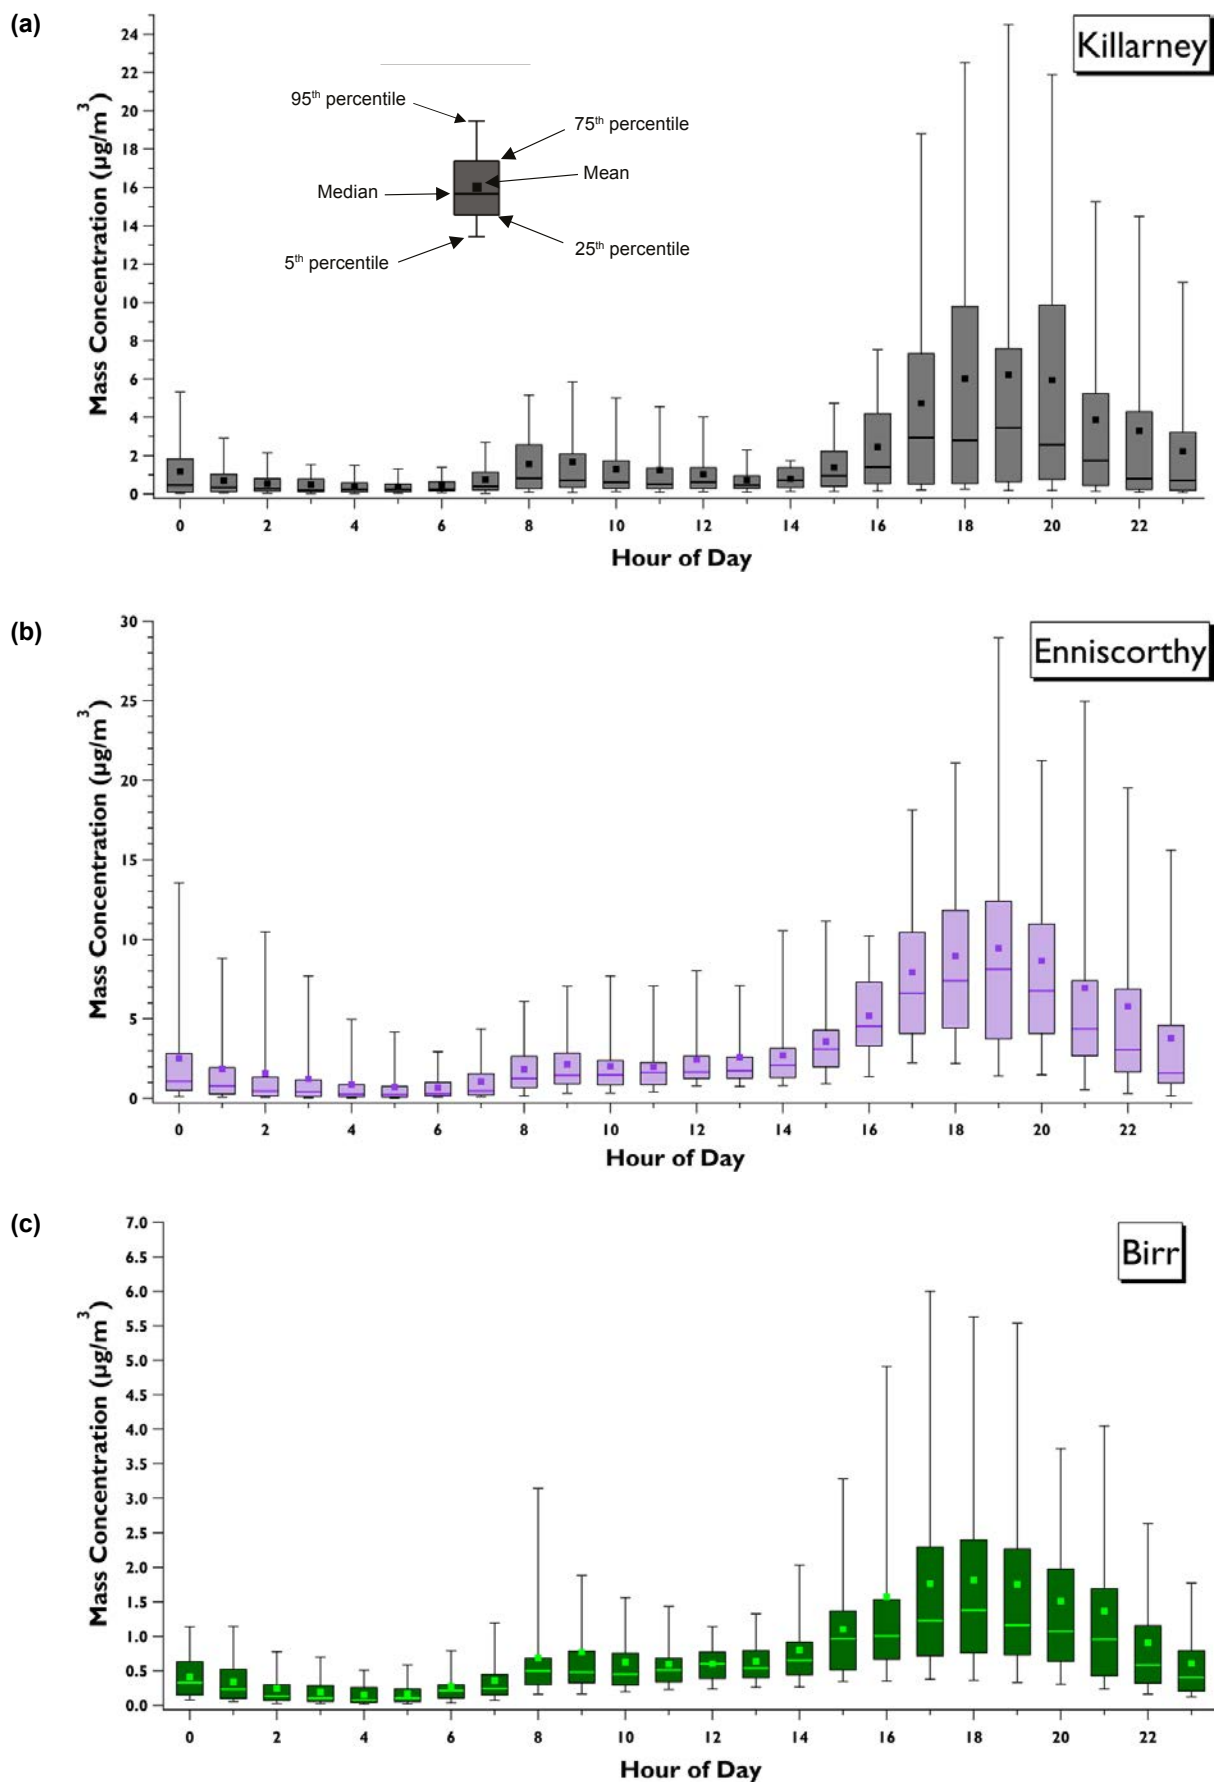 (a)
Killarney
24
22
20
18
16
14
12
10
8
6
4
2
0
Mass Concentration (µg/m³)
95th percentile
75th percentile
Mean
Median
25th percentile
5th percentile
0 2 4 6 8 10 12 14 16 18 20 22
Hour of Day
(b)
Enniscorthy
30
25
20
15
10
5
0
Mass Concentration (µg/m³)
0 2 4 6 8 10 12 14 16 18 20 22
Hour of Day
(c)
Birr
7.0
6.5
6.0
5.5
5.0
4.5
4.0
3.5
3.0
2.5
2.0
1.5
1.0
0.5
0.0
Mass Concentration (µg/m³)
0 2 4 6 8 10 12 14 16 18 20 22
Hour of Day